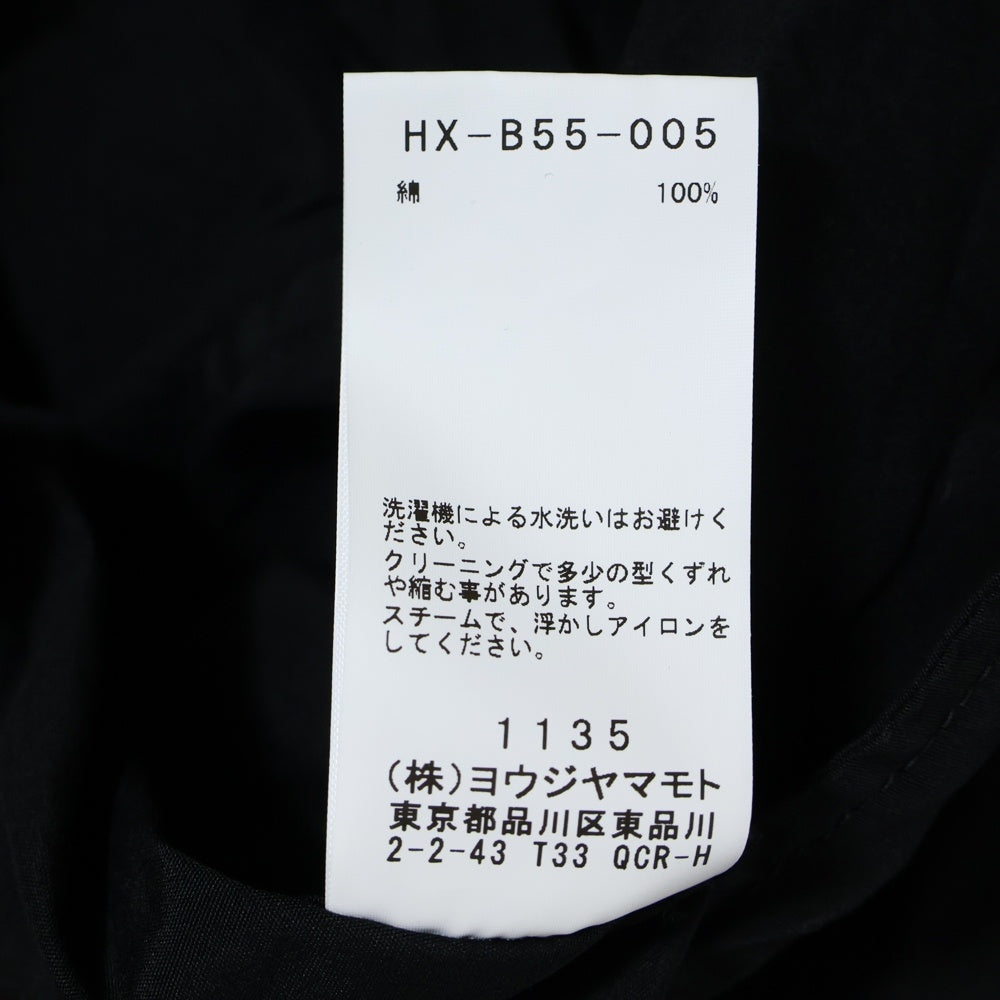 HX-B55-005
綿 100%
洗濯機による水洗いはお避けく
ださい。
クリーニングで多少の型くずれ
や縮む事があります。
スチームで、浮かしアイロンを
してください。
1135
(株)ヨウジヤマモト
東京都品川区東品川
2-2-43 T33 QCR-H